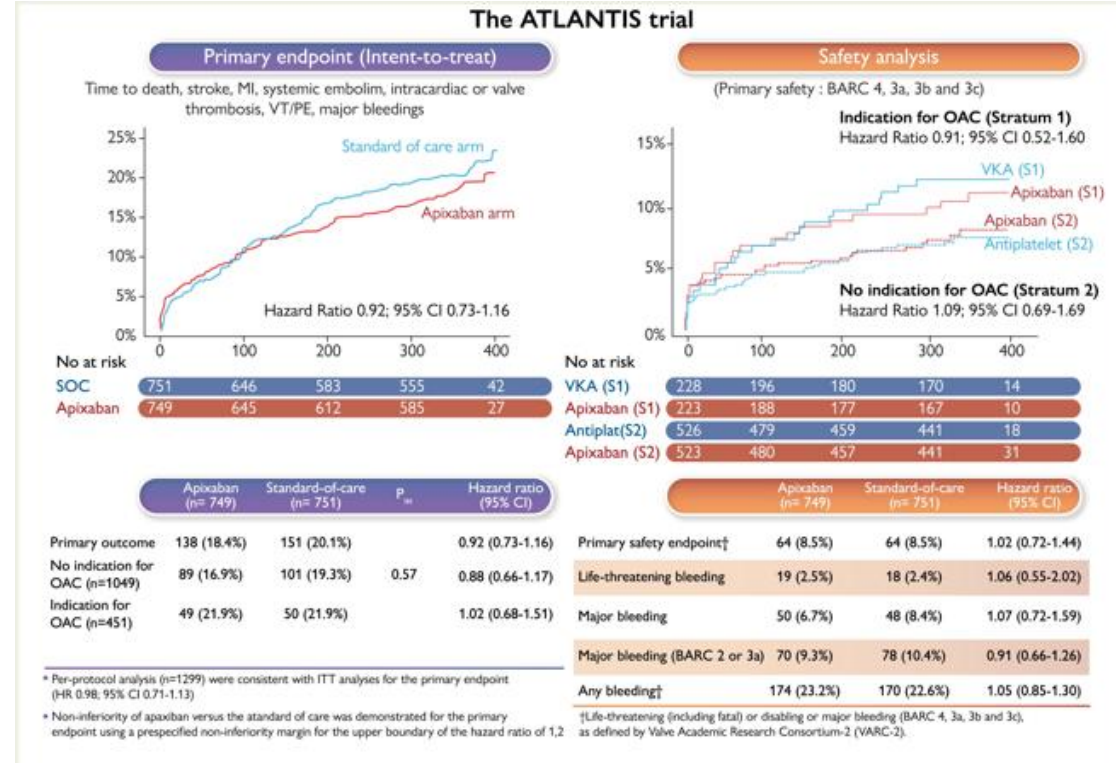 The ATLANTIS trial
Primary endpoint (Intent-to-treat)
Time to death, stroke, MI, systemic embolim, intracardiac or valve
thrombosis, VT/PE, major bleedings
25%
20%
15%
10%
5%
0%
Standard of care arm
Apixaban arm
Hazard Ratio 0.92; 95% CI 0.73-1.16
0 100 200 300 400
No at risk
SOC 751 646 583 555 42
Apixaban 749 645 612 585 27
Safety analysis
(Primary safety : BARC 4, 3a, 3b and 3c)
Indication for OAC (Stratum 1)
Hazard Ratio 0.91; 95% CI 0.52-1.60
15%
10%
5%
0%
VKA (S1)
Apixaban (S1)
Apixaban (S2)
Antiplatelet (S2)
No indication for OAC (Stratum 2)
Hazard Ratio 1.09; 95% CI 0.69-1.69
0 100 200 300 400
No at risk
VKA (S1) 228 196 180 170 14
Apixaban (S1) 223 188 177 167 10
Antiplat(S2) 526 479 459 441 18
Apixaban (S2) 523 480 457 441 31
Apixaban (n= 749) Standard-of-care (n= 751) P Hazard ratio (95% CI)
Primary outcome 138 (18.4%) 151 (20.1%) 0.92 (0.73-1.16)
No indication for
OAC (n=1049) 89 (16.9%) 101 (19.3%) 0.57 0.88 (0.66-1.17)
Indication for
OAC (n=451) 49 (21.9%) 50 (21.9%) 1.02 (0.68-1.51)
* Per-protocol analysis (n=1299) were consistent with ITT analyses for the primary endpoint
(HR 0.98; 95% CI 0.71-1.13)
• Non-inferiority of apaxiban versus the atandard of care was demonstrated for the primary
endpoint using a prespecified non-inferiority margin for the upper boundary of the hazard ratio of 1,2
Apixaban (n= 749) Standard-of-care (n= 751) Hazard ratio (95% CI)
Primary safety endpoint† 64 (8.5%) 64 (8.5%) 1.02 (0.72-1.44)
Life-threatening bleeding 19 (2.5%) 18 (2.4%) 1.06 (0.55-2.02)
Major bleeding 50 (6.7%) 48 (8.4%) 1.07 (0.72-1.59)
Major bleeding (BARC 2 or 3a) 70 (9.3%) 78 (10.4%) 0.91 (0.66-1.26)
Any bleeding† 174 (23.2%) 170 (22.6%) 1.05 (0.85-1.30)
†Life-threatening (including fatal) or disabling or major bleeding (BARC 4, 3a, 3b and 3c),
as defined by Valve Academic Research Consortium-2 (VARC-2).